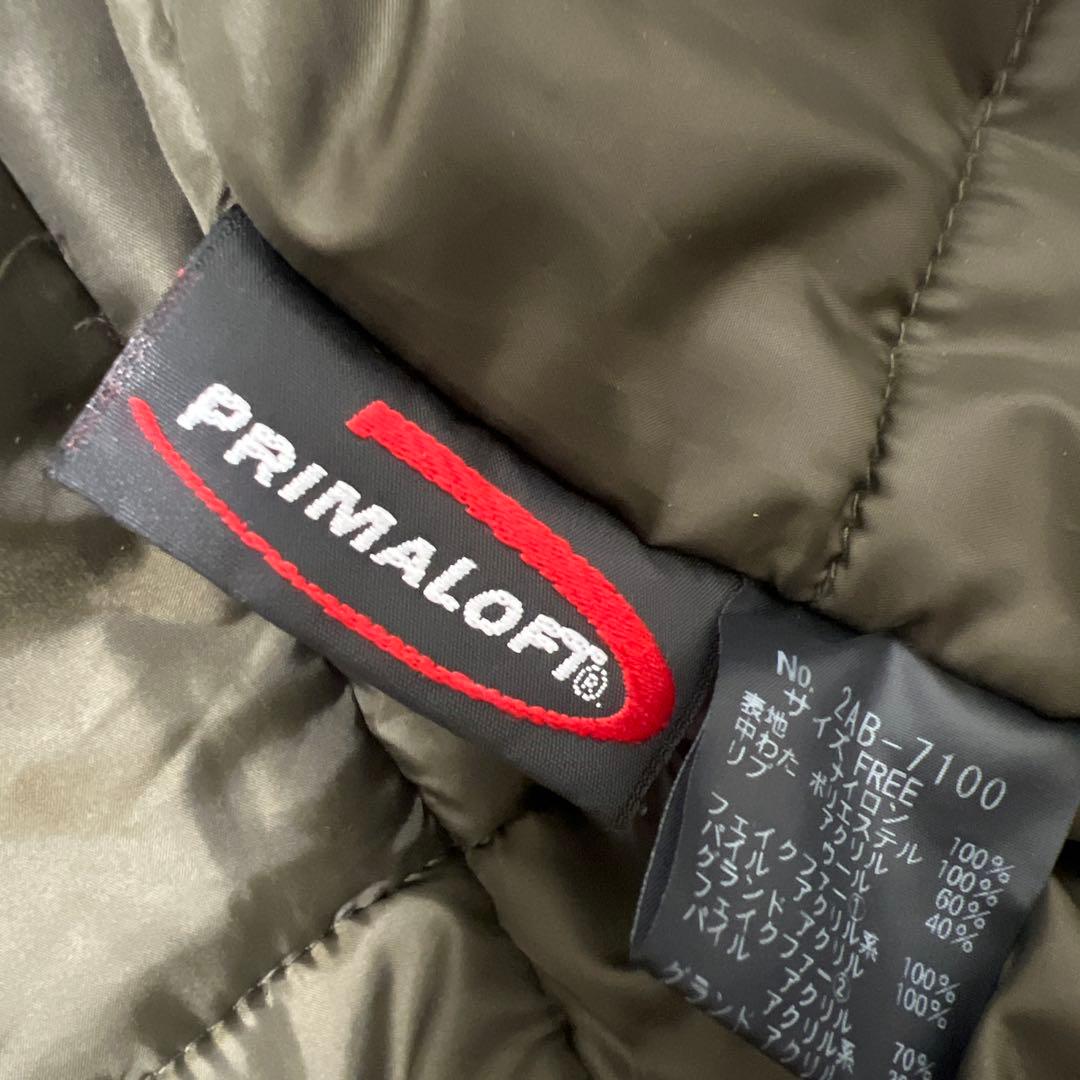 PRIMALOFT®
No. 2AB-7100
サイズ FREE
表地 ナイロン 100%
中わた ポリエステル 100%
リブ アクリル 60%
ウール 40%
フェイクファー①
パイル アクリル系 100%
グランド アクリル 100%
フェイクファー②
パイル アクリル 70%
アクリル系
グランド アクリル